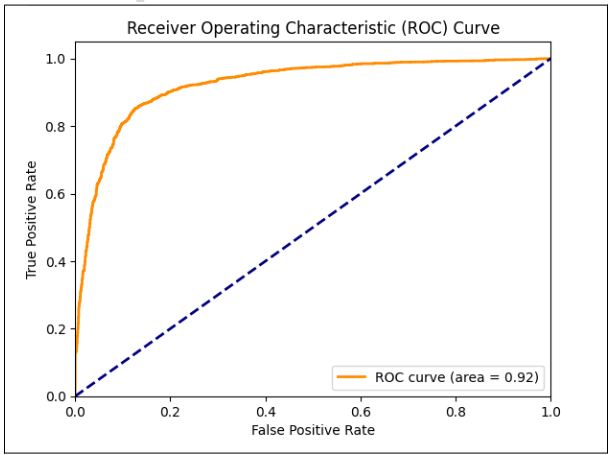 Receiver Operating Characteristic (ROC) Curve
1.0
0.8
0.6
0.4
0.2
0.0
True Positive Rate
ROC curve (area = 0.92)
0.0 0.2 0.4 0.6 0.8 1.0
False Positive Rate